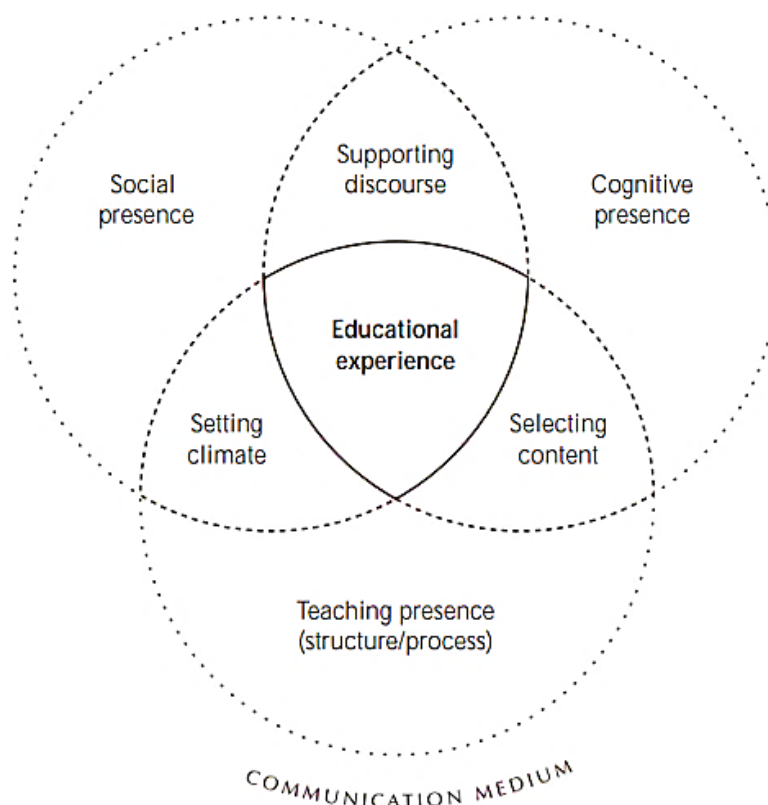 Supporting
discourse
Social
presence
Cognitive
presence
Educational
experience
Setting
climate
Selecting
content
Teaching presence
(structure/process)
COMMUNICATION MEDIUM